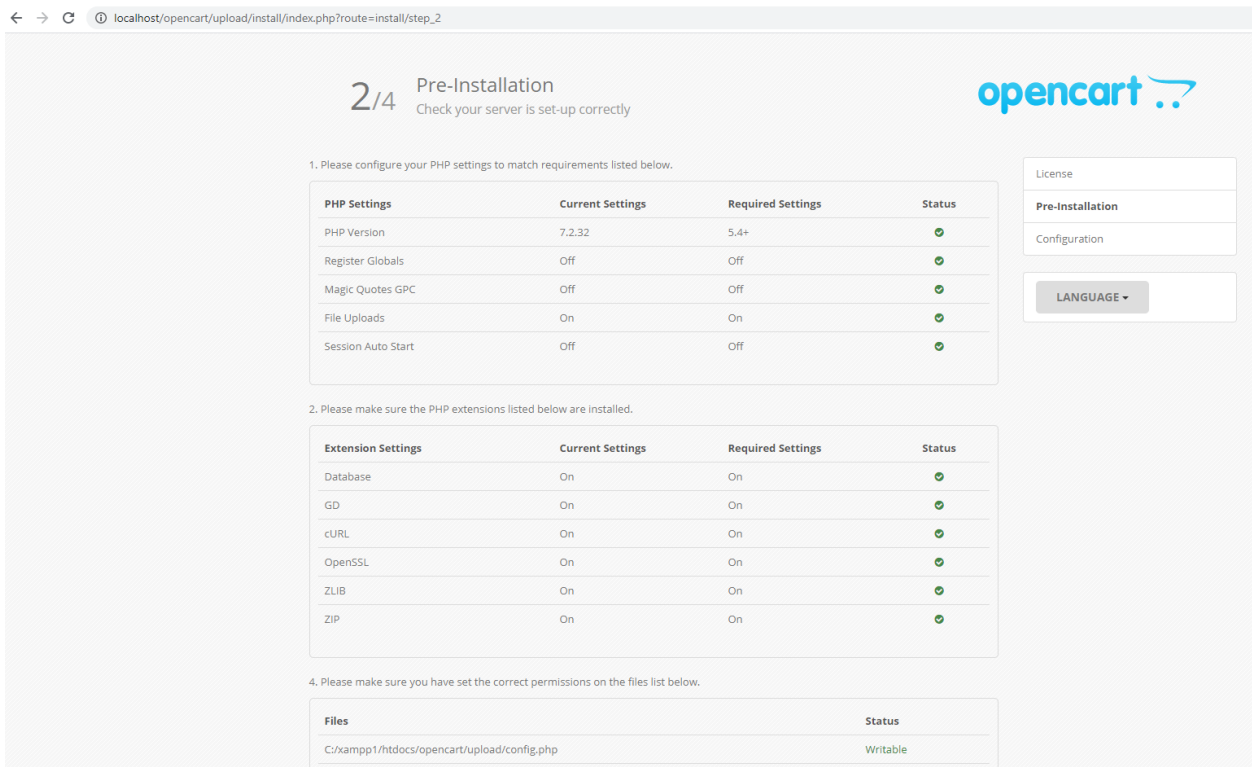 localhost/opencart/upload/install/index.php?route=install/step_2
2/4
Pre-Installation
Check your server is set-up correctly
opencart
1. Please configure your PHP settings to match requirements listed below.
PHP Settings Current Settings Required Settings Status
PHP Version 7.2.32 5.4+
Register Globals Off Off
Magic Quotes GPC Off Off
File Uploads On On
Session Auto Start Off Off
2. Please make sure the PHP extensions listed below are installed.
Extension Settings Current Settings Required Settings Status
Database On On
GD On On
cURL On On
OpenSSL On On
ZLIB On On
ZIP On On
4. Please make sure you have set the correct permissions on the files list below.
Files Status
C:/xampp1/htdocs/opencart/upload/config.php Writable
License
Pre-Installation
Configuration
LANGUAGE